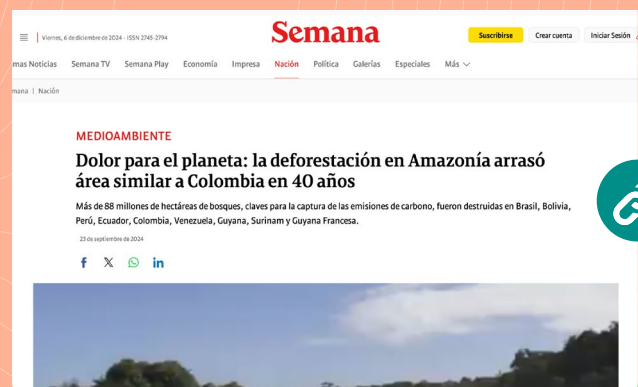 Viernes, 6 de diciembre de 2024 - ISSN 2745-2794
Semana
Suscribirse Crear cuenta Iniciar Sesión
mas Noticias Semana TV Semana Play Economía Impresa Nación Política Galerías Especiales Más
mana | Nación
MEDIOAMBIENTE
Dolor para el planeta: la deforestación en Amazonía arrasó
área similar a Colombia en 40 años
Más de 88 millones de hectáreas de bosques, claves para la captura de las emisiones de carbono, fueron destruidas en Brasil, Bolivia,
Perú, Ecuador, Colombia, Venezuela, Guyana, Surinam y Guyana Francesa.
23 de septiembre de 2024